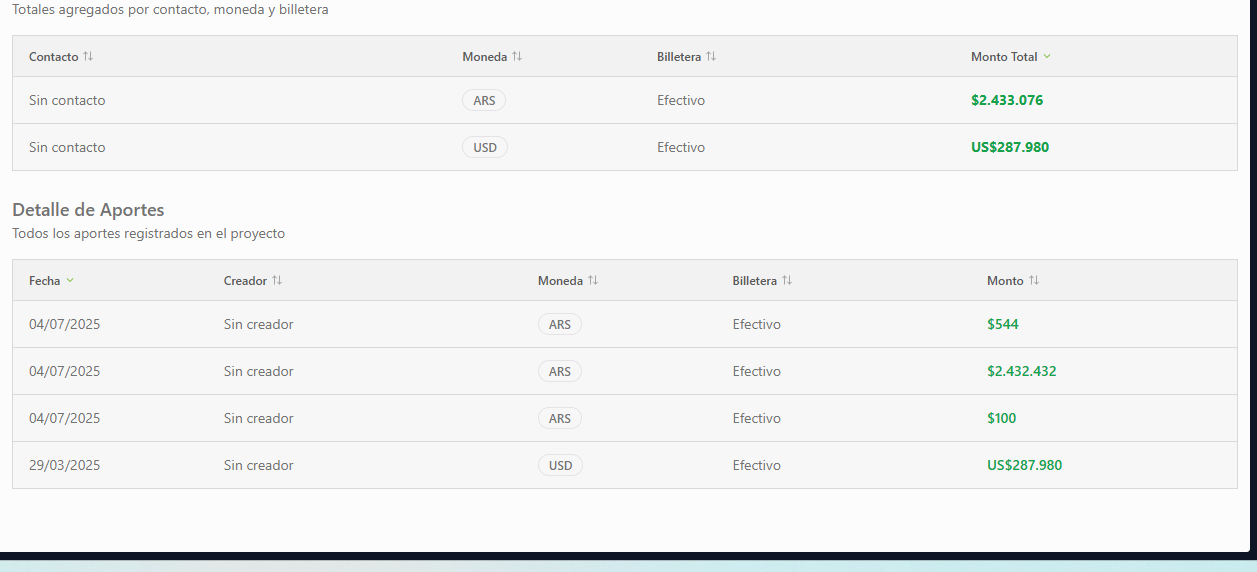 Totales agregados por contacto, moneda y billetera
Contacto Moneda Billetera Monto Total
Sin contacto ARS Efectivo $2.433.076
Sin contacto USD Efectivo US$287.980
Detalle de Aportes
Todos los aportes registrados en el proyecto
Fecha Creador Moneda Billetera Monto
04/07/2025 Sin creador ARS Efectivo $544
04/07/2025 Sin creador ARS Efectivo $2.432.432
04/07/2025 Sin creador ARS Efectivo $100
29/03/2025 Sin creador USD Efectivo US$287.980